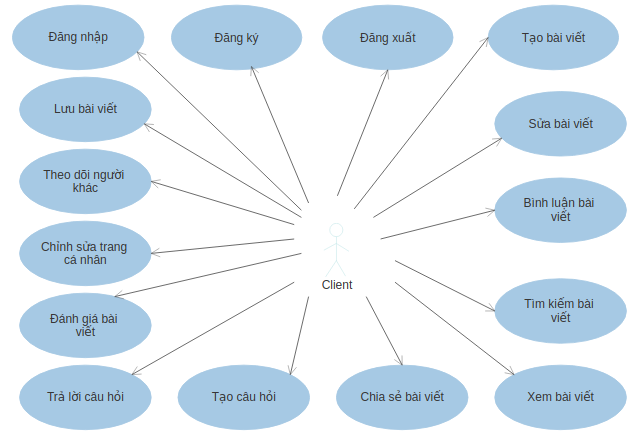 Đăng nhập
Đăng ký
Đăng xuất
Tạo bài viết
Lưu bài viết
Sửa bài viết
Theo dõi người
khác
Bình luận bài
viết
Chỉnh sửa trang
cá nhân
Client
Đánh giá bài
viết
Tìm kiếm bài
viết
Trả lời câu hỏi
Tạo câu hỏi
Chia sẻ bài viết
Xem bài viết